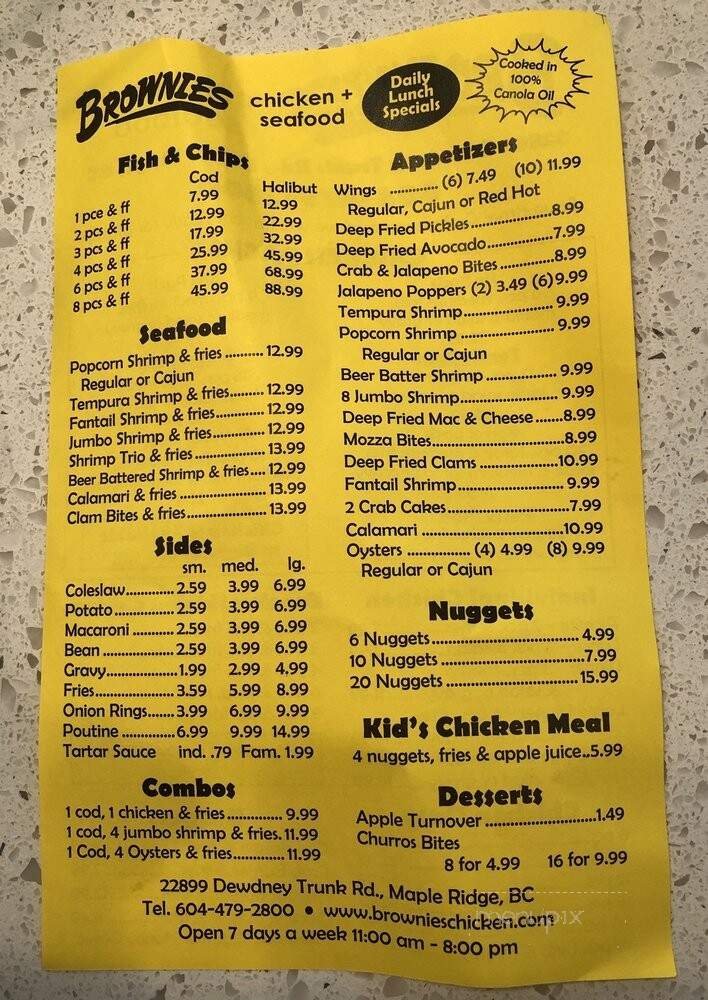 BROWNIES
chicken +
seafood
Daily
Lunch
Specials
Cooked in
100%
Canola Oil
Fish & Chips
Cod Halibut
1 pce & ff 7.99 12.99
2 pcs & ff 12.99 22.99
3 pcs & ff 17.99 32.99
4 pcs & ff 25.99 45.99
6 pcs & ff 37.99 68.99
8 pcs & ff 45.99 88.99
Seafood
Popcorn Shrimp & fries .......... 12.99
Regular or Cajun
Tempura Shrimp & fries......... 12.99
Fantail Shrimp & fries............. 12.99
Jumbo Shrimp & fries.............. 12.99
Shrimp Trio & fries .................. 13.99
Beer Battered Shrimp & fries.... 12.99
Calamari & fries ...................... 13.99
Clam Bites & fries..................... 13.99
Sides
sm. med. lg.
Coleslaw............. 2.59 3.99 6.99
Potato ................ 2.59 3.99 6.99
Macaroni ........... 2.59 3.99 6.99
Bean ................... 2.59 3.99 6.99
Gravy................... 1.99 2.99 4.99
Fries..................... 3.59 5.99 8.99
Onion Rings....... 3.99 6.99 9.99
Poutine .............. 6.99 9.99 14.99
Tartar Sauce ind. .79 Fam. 1.99
Combos
1 cod, 1 chicken & fries .............. 9.99
1 cod, 4 jumbo shrimp & fries. 11.99
1 Cod, 4 Oysters & fries............. 11.99
Appetizers
Wings ............ (6) 7.49 (10) 11.99
Regular, Cajun or Red Hot
Deep Fried Pickles......................8.99
Deep Fried Avocado..................7.99
Crab & Jalapeno Bites...............8.99
Jalapeno Poppers (2) 3.49 (6) 9.99
Tempura Shrimp........................ 9.99
Popcorn Shrimp ......................... 9.99
Regular or Cajun
Beer Batter Shrimp ................... 9.99
8 Jumbo Shrimp......................... 9.99
Deep Fried Mac & Cheese.......8.99
Mozza Bites..................................8.99
Deep Fried Clams ....................10.99
Fantail Shrimp............................ 9.99
2 Crab Cakes................................7.99
Calamari .....................................10.99
Oysters ................ (4) 4.99 (8) 9.99
Regular or Cajun
Nuggets
6 Nuggets..................................... 4.99
10 Nuggets ....................................7.99
20 Nuggets .................................15.99
Kid's Chicken Meal
4 nuggets, fries & apple juice..5.99
Desserts
Apple Turnover ............................1.49
Churros Bites
8 for 4.99 16 for 9.99
22899 Dewdney Trunk Rd., Maple Ridge, BC
Tel. 604-479-2800 • www.brownieschicken.com
Open 7 days a week 11:00 am - 8:00 pm
menupix